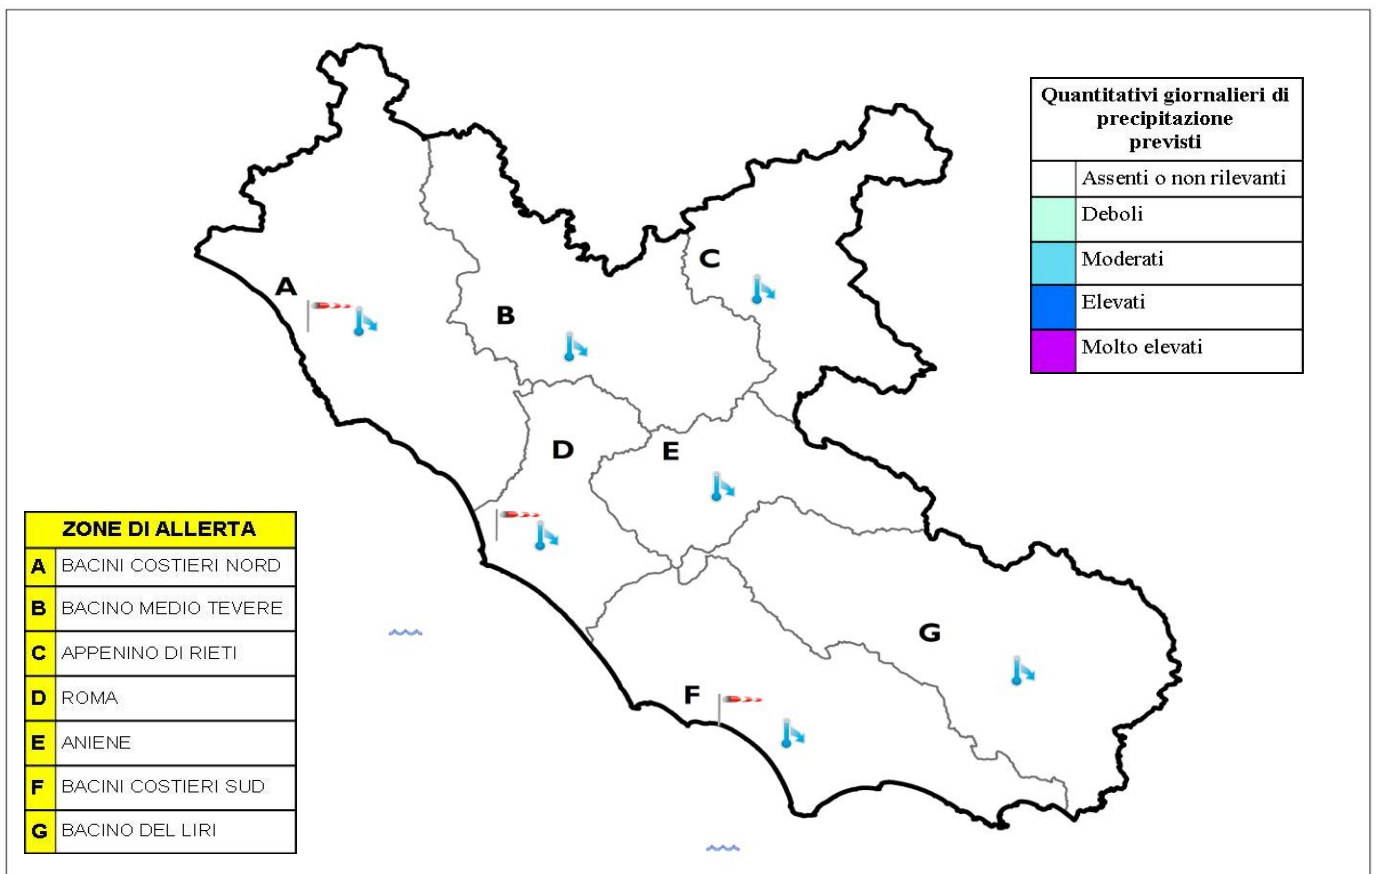 Quantitativi giornalieri di
precipitazione
previsti
Assenti o non rilevanti
Deboli
Moderati
Elevati
Molto elevati
A
B
C
D
E
F
G
ZONE DI ALLERTA
A BACINI COSTIERI NORD
B BACINO MEDIO TEVERE
C APPENINO DI RIETI
D ROMA
E ANIENE
F BACINI COSTIERI SUD
G BACINO DEL LIRI